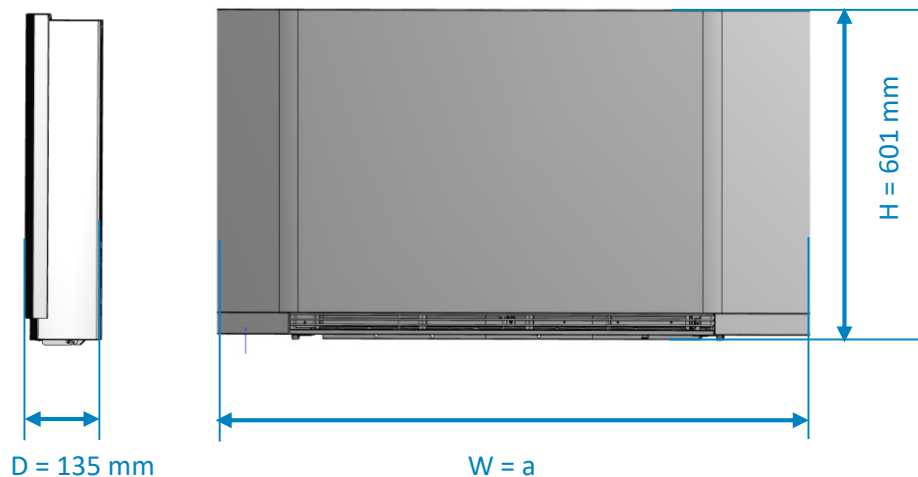 H = 601 mm
D = 135 mm
W = a